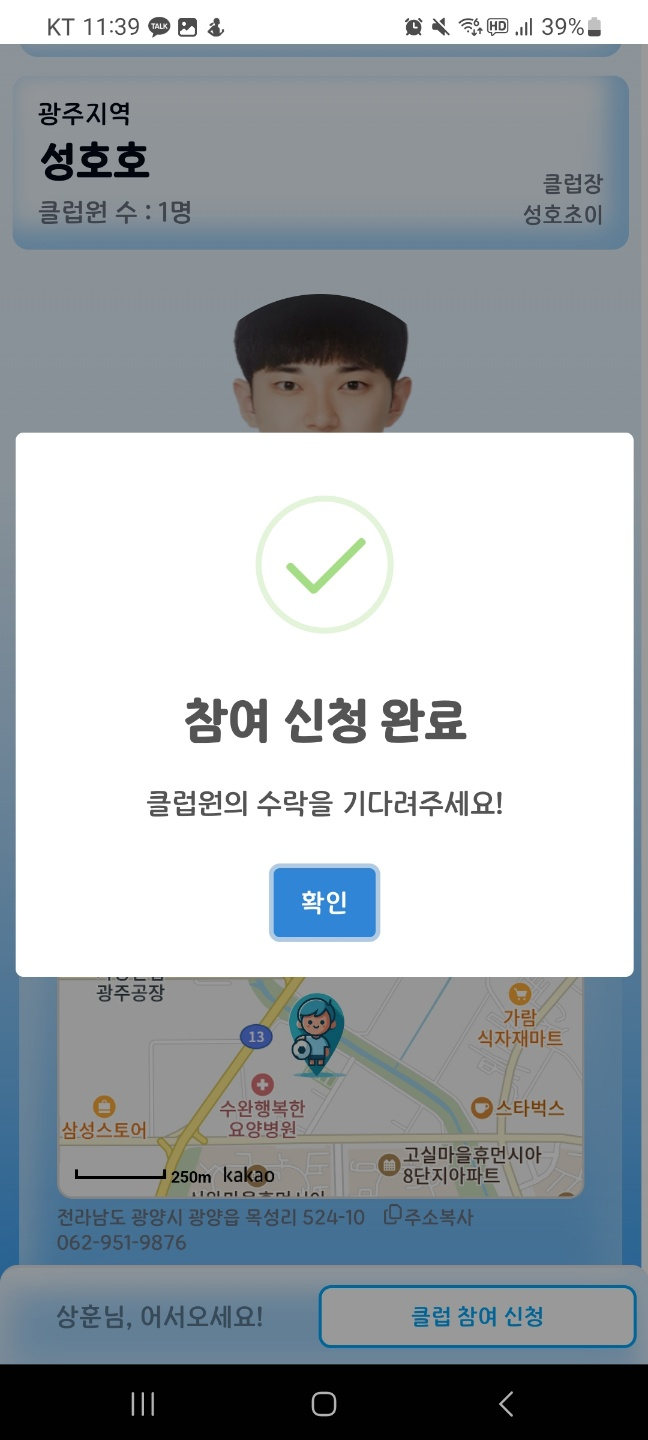 KT 11:39 TALK HD 39%
광주지역
성호호
클럽원 수 : 1명
클럽장
성호초이
참여 신청 완료
클럽원의 수락을 기다려주세요!
확인
광주공장
13
가람
식자재마트
수완행복한
요양병원
삼성스토어
스타벅스
고실마을휴먼시아
8단지아파트
250m kakao
전라남도 광양시 광양읍 목성리 524-10 주소복사
062-951-9876
상훈님, 어서오세요!
클럽 참여 신청